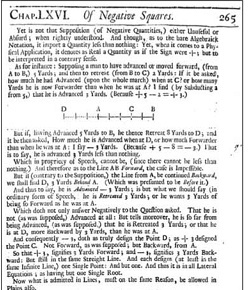 CHAP. LXVI. Of Negative Squares. 265
Yet is not that Supposition (of Negative Quantities,) either Unuseful or
Absurd; when rightly understood. And though, as to the bare Algebraick
Notation, it import a Quantity less than nothing: Yet, when it comes to a Phy-
sical Application, it denotes as Real a Quantity as if the Sign were +; but to
be interpreted in a contrary sense.
As for instance: Supposing a man to have advanced or moved forward, (from
A to B,) 5 Yards; and then to retreat (from B to C) 2 Yards: If it be asked,
how much he had Advanced (upon the whole march) when at C? or how many
Yards he is now Forwarder than when he was at A? I find (by Subducting 2
from 5,) that he is Advanced 3 Yards. (Because +5 − 2 = +3.)
D A C B
But if, having Advanced 5 Yards to B, he thence Retreat 8 Yards to D; and
it be then asked, How much he is Advanced when at D, or how much Forwarder
than when he was at A: I say −3 Yards. (Because +5 − 8 = −3.) That
is to say, he is advanced 3 Yards less than nothing.
Which in propriety of Speech, cannot be, (since there cannot be less than
nothing.) And therefore as to the Line AB Forward, the case is Impossible.
But if (contrary to the Supposition,) the Line from A, be continued Backward,
we shall find D, 3 Yards Behind A. (Which was presumed to be Before it.)
And thus to say, he is Advanced −3 Yards; is but what we should say (in
ordinary form of Speech), he is Retreated 3 Yards; or he wants 3 Yards of
being so Forward as he was at A.
Which doth not only answer Negatively to the Question asked. That he is
not (as was supposed,) Advanced at all: But tells moreover, he is so far from
being Advanced, (as was supposed) that he is Retreated 3 Yards; or that he
is at D, more Backward by 3 Yards, than he was at A.
And consequently −3, doth as truly design the Point D; as +3 designed
the Point C. Not Forward, as was supposed; but Backward, from A.
So that +3, signifies 3 Yards Forward; and −3, signifies 3 Yards Back-
ward: But still in the same Streight Line. And each designs (at least in the
same Infinite Line,) one Single Point: And but one. And thus it is in all Lateral
Equations; as having but one Single Root.
Now what is admitted in Lines, must on the same Reason, be allowed in
Plains also.